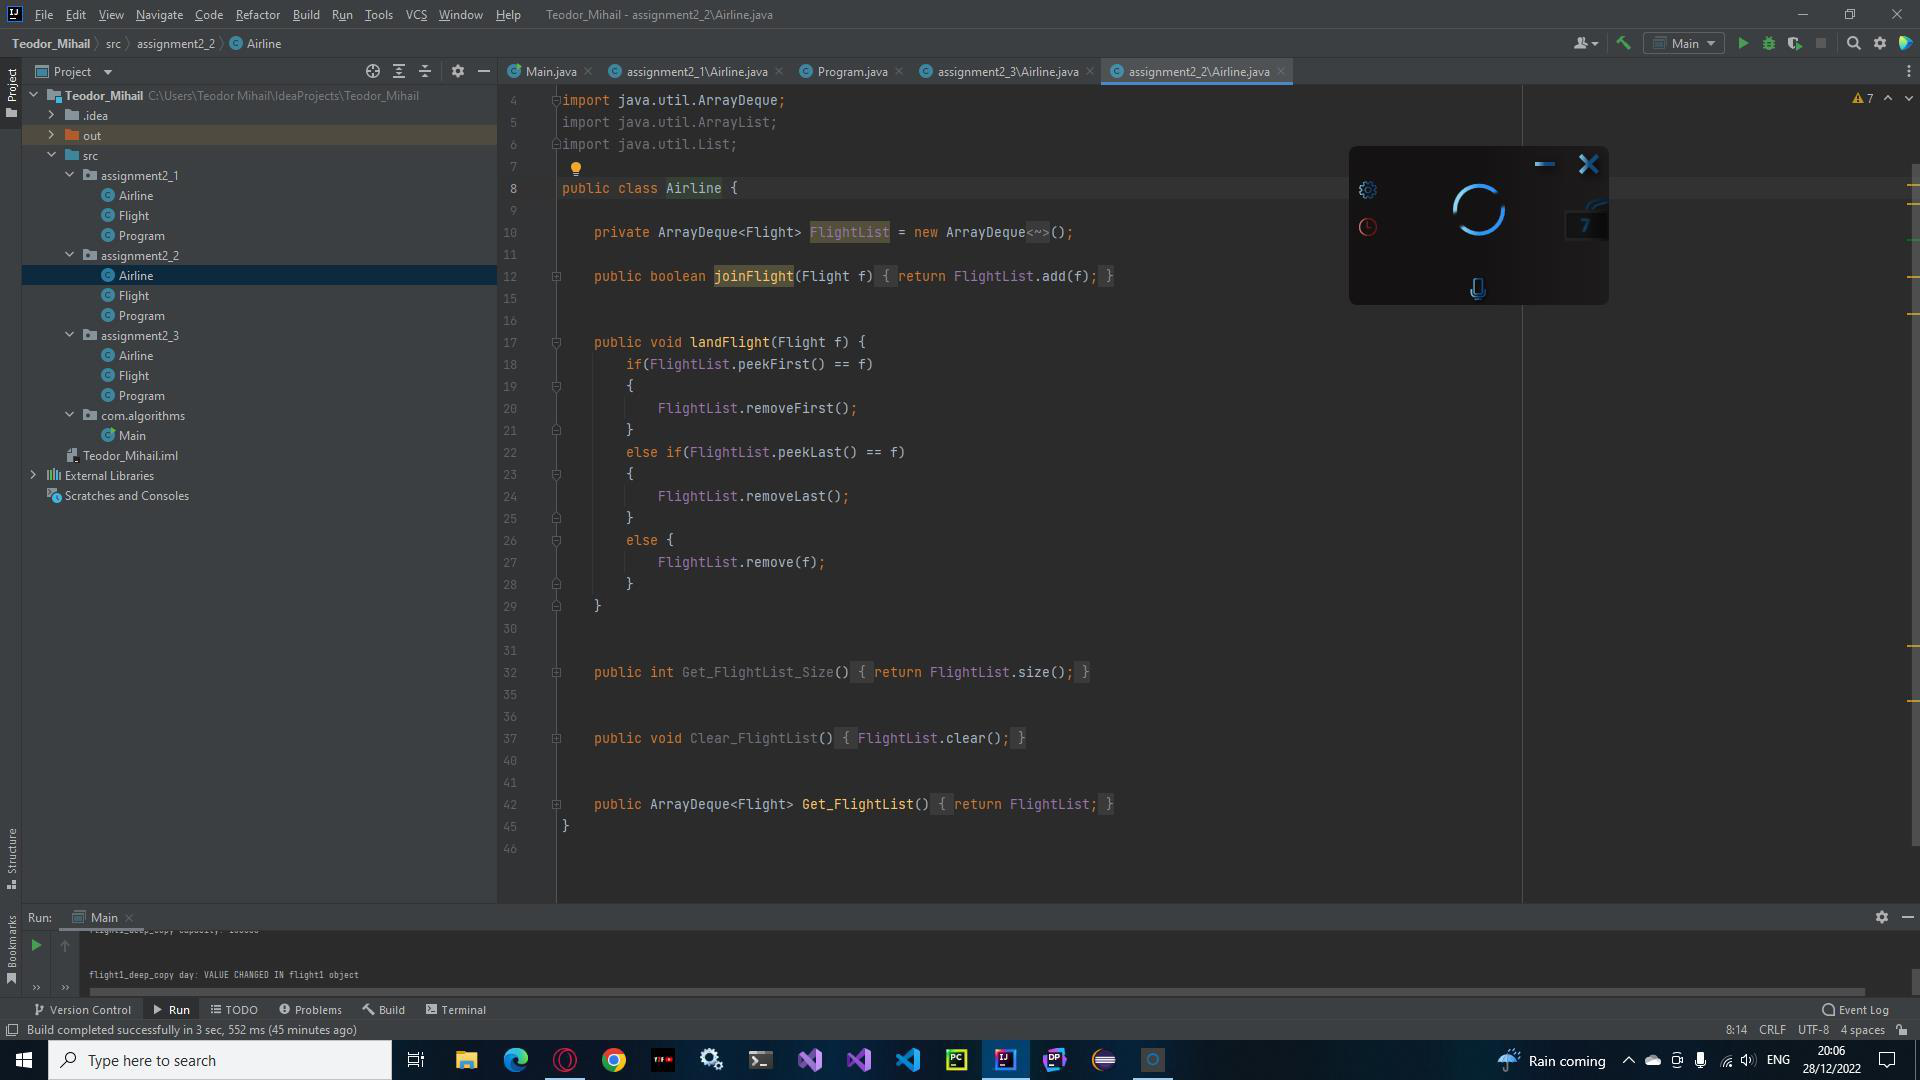 File Edit View Navigate Code Refactor Build Run Tools VCS Window Help Teodor_Mihail - assignment2_2\Airline.java
Teodor_Mihail src assignment2_2 Airline
Main
Project
Main.java assignment2_1\Airline.java Program.java assignment2_3\Airline.java assignment2_2\Airline.java
Project
Teodor_Mihail C:\Users\Teodor Mihail\IdeaProjects\Teodor_Mihail
.idea
out
src
assignment2_1
Airline
Flight
Program
assignment2_2
Airline
Flight
Program
assignment2_3
Airline
Flight
Program
com.algorithms
Main
Teodor_Mihail.iml
External Libraries
Scratches and Consoles
Structure
Bookmarks
7
4 import java.util.ArrayDeque;
5 import java.util.ArrayList;
6 import java.util.List;
7
8 public class Airline {
9
10 private ArrayDeque<Flight> FlightList = new ArrayDeque<~>();
11
12 public boolean joinFlight(Flight f) { return FlightList.add(f); }
15
16
17 public void landFlight(Flight f) {
18 if(FlightList.peekFirst() == f)
19 {
20 FlightList.removeFirst();
21 }
22 else if(FlightList.peekLast() == f)
23 {
24 FlightList.removeLast();
25 }
26 else {
27 FlightList.remove(f);
28 }
29 }
30
31
32 public int Get_FlightList_Size() { return FlightList.size(); }
35
36
37 public void Clear_FlightList() { FlightList.clear(); }
40
41
42 public ArrayDeque<Flight> Get_FlightList() { return FlightList; }
45 }
46
7
Run: Main
flight1_deep_copy day: VALUE CHANGED IN flight1 object
Version Control Run TODO Problems Build Terminal Event Log
Build completed successfully in 3 sec, 552 ms (45 minutes ago) 8:14 CRLF UTF-8 4 spaces
Type here to search
PC
IJ
DP
Rain coming
ENG
20:06
28/12/2022